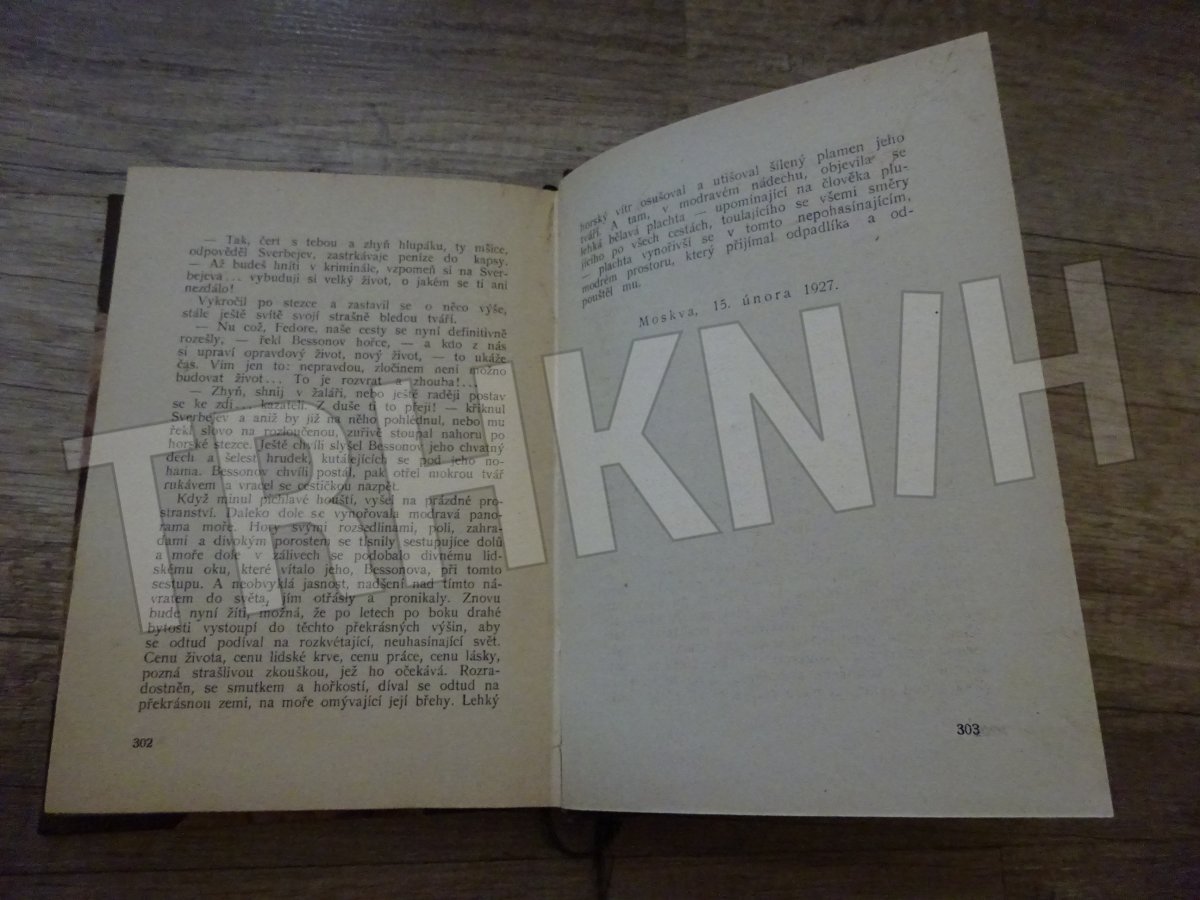 — Tak, čert s tebou a zhyň hlupáku, ty mšice,
odpověděl Sverbejev, zastrkávaje peníze do kapsy.
— Až budeš hníti v kriminále, vzpomeň si na Sver-
bejeva... vybuduji si velký život, o jakém se ti ani
nezdálo!
Vykročil po stezce a zastavil se o něco výše,
stále ještě svítě svojí strašně bledou tváří.
— Nu což, Fedore, naše cesty se nyní definitivně
rozešly, — řekl Bessonov hořce, — a kdo z nás
si upraví opravdový život, nový život, — to ukáže
čas. Vím jen to: nepravdou, zločinem není možno
budovat život... To je rozvrat a zhouba!...
— Zhyň, shnij v žaláři, nebo ještě raději postav
se ke zdi... kazateli. Z duše ti to přeji! — křiknul
Sverbejev a aniž by již na něho pohlédnul, nebo mu
řekl slovo na rozloučenou, zuřivě stoupal nahoru po
horské stezce. Ještě chvíli slyšel Bessonov jeho chvatný
dech a šelest hrudek, kutálejících se pod jeho no-
hama. Bessonov chvíli postál, pak otřel mokrou tvář
rukávem a vracel se cestičkou nazpět.
Když minul pichlavé houští, vyšel na prázdné pro-
stranství. Daleko dole se vynořovala modravá pano-
rama moře. Hory svými rozsedlinami, poli, zahra-
dami a divokým porostem se tísnily sestupujíce dolů
a moře dole v zálivech se podobalo divnému lid-
skému oku, které vítalo jeho, Bessonova, při tomto
sestupu. A neobvyklá jasnost, nadšení nad tímto ná-
vratem do světa, jím otřásly a pronikaly. Znovu
bude nyní žíti, možná, že po letech po boku drahé
bytosti vystoupí do těchto překrásných výšin, aby
se odtud podíval na rozkvétající, neuhasínající svět.
Cenu života, cenu lidské krve, cenu práce, cenu lásky,
pozná strašlivou zkouškou, jež ho očekává. Rozra-
dostněn, se smutkem a hořkostí, díval se odtud na
překrásnou zemi, na moře omývající její břehy. Lehký
302
horský vítr osušoval a utišoval šílený plamen jeho
tváří. A tam, v modravém nádechu, objevila se
lehká bělavá plachta — upomínající na člověka plu-
jícího po všech cestách, toulajícího se všemi směry
— plachta vynořivší se v tomto nepohasínajícím,
modrém prostoru, který přijímal odpadlíka a od-
pouštěl mu.
Moskva, 15. února 1927.
303
TRHKNIH